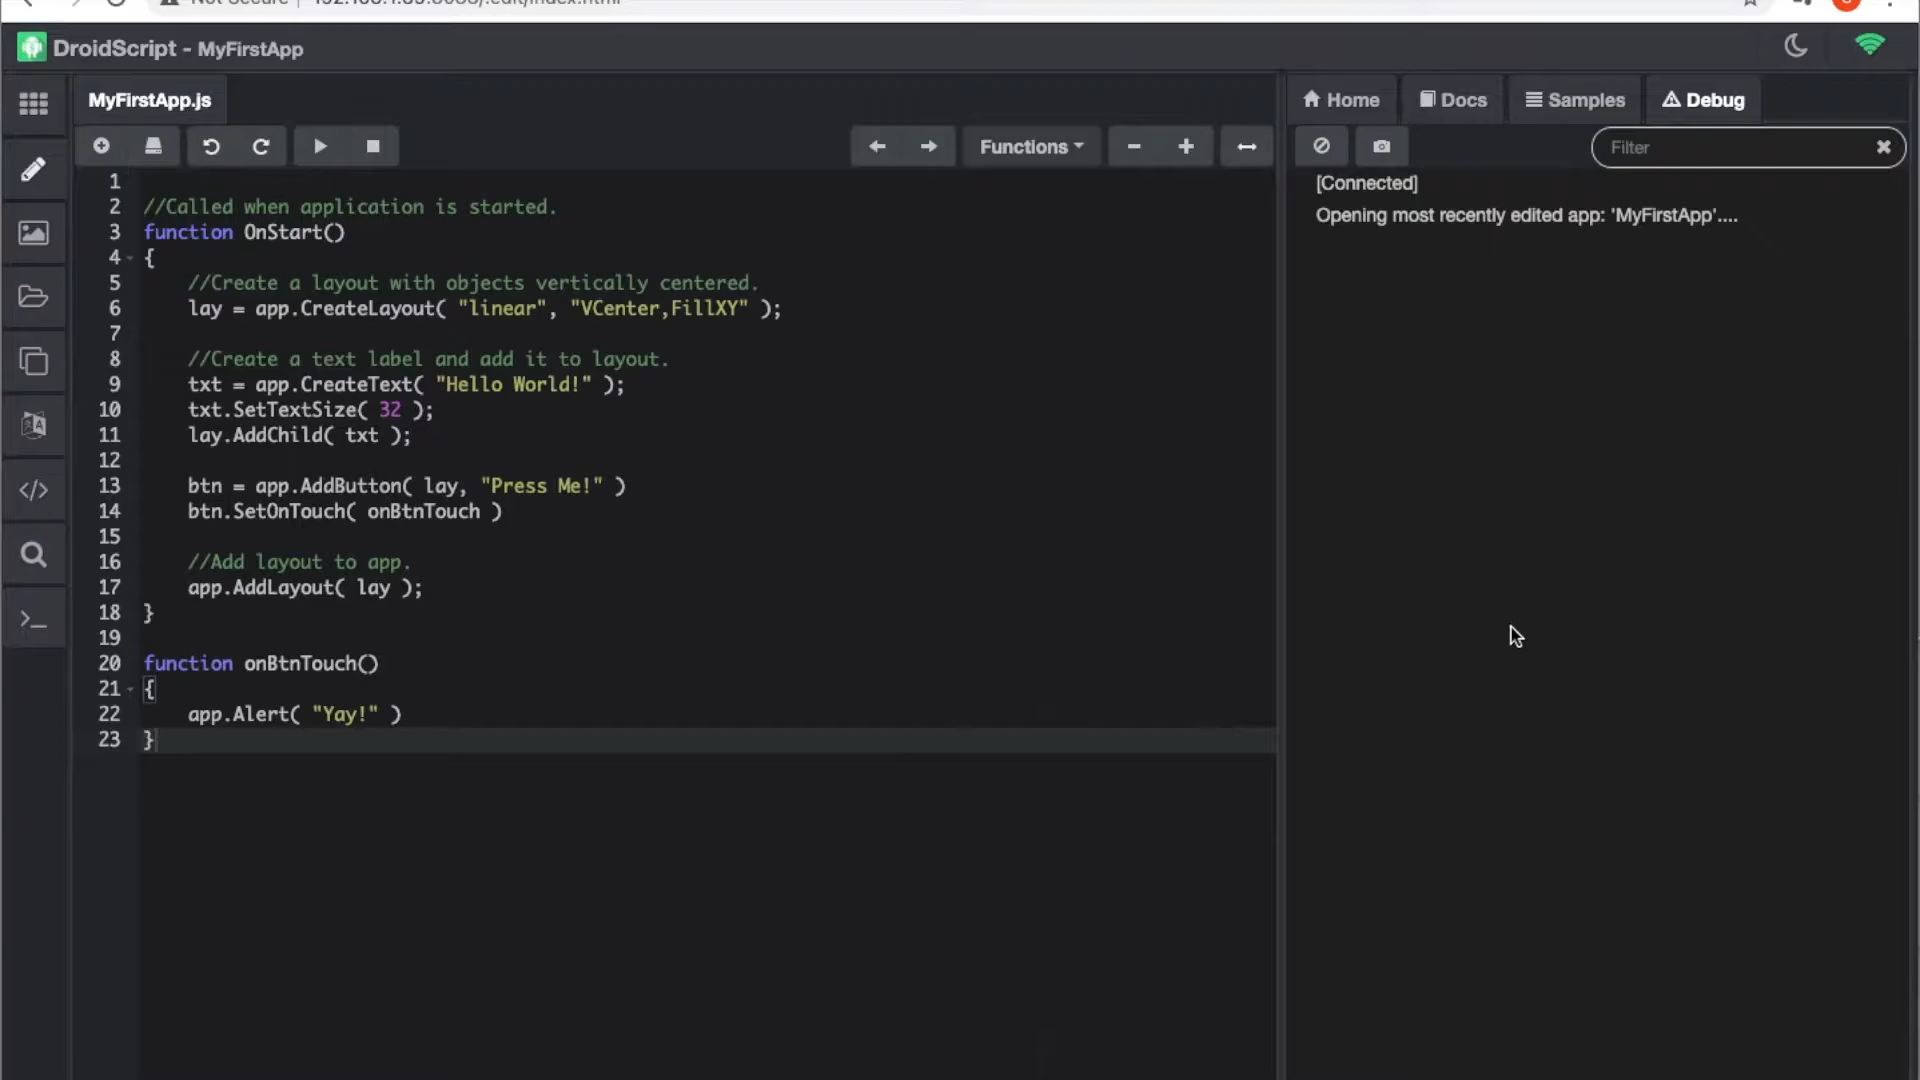 DroidScript - MyFirstApp
MyFirstApp.js
Home
Docs
Samples
Debug
Functions
Filter
[Connected]
Opening most recently edited app: 'MyFirstApp'....
1
2 //Called when application is started.
3 function OnStart()
4 {
5 //Create a layout with objects vertically centered.
6 lay = app.CreateLayout( "linear", "VCenter,FillXY" );
7
8 //Create a text label and add it to layout.
9 txt = app.CreateText( "Hello World!" );
10 txt.SetTextSize( 32 );
11 lay.AddChild( txt );
12
13 btn = app.AddButton( lay, "Press Me!" )
14 btn.SetOnTouch( onBtnTouch )
15
16 //Add layout to app.
17 app.AddLayout( lay );
18 }
19
20 function onBtnTouch()
21 {
22 app.Alert( "Yay!" )
23 }